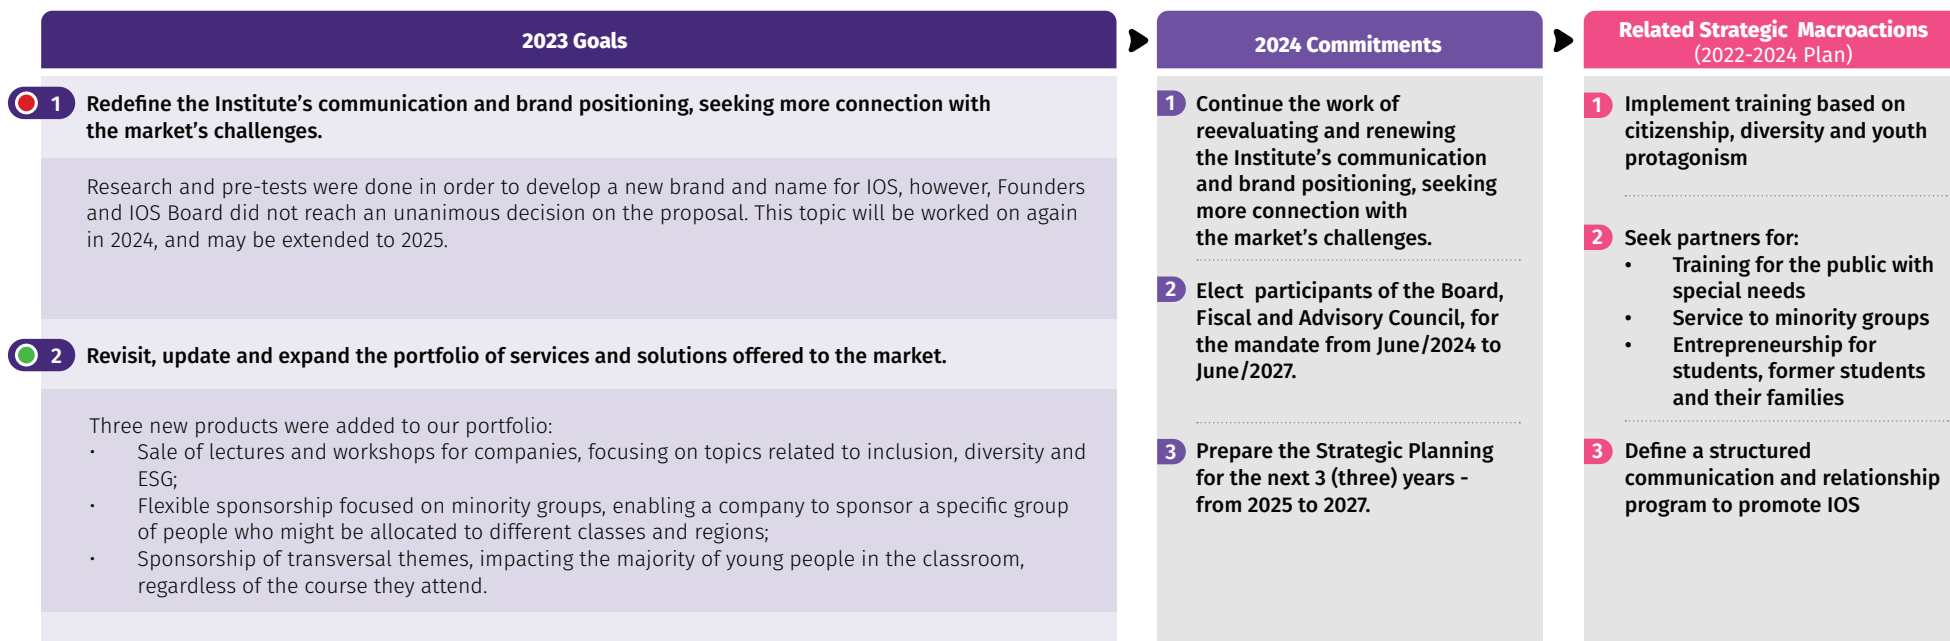 2023 Goals
1
Redefine the Institute’s communication and brand positioning, seeking more connection with
the market’s challenges.
Research and pre-tests were done in order to develop a new brand and name for IOS, however, Founders
and IOS Board did not reach an unanimous decision on the proposal. This topic will be worked on again
in 2024, and may be extended to 2025.
2
Revisit, update and expand the portfolio of services and solutions offered to the market.
Three new products were added to our portfolio:
• Sale of lectures and workshops for companies, focusing on topics related to inclusion, diversity and
ESG;
• Flexible sponsorship focused on minority groups, enabling a company to sponsor a specific group
of people who might be allocated to different classes and regions;
• Sponsorship of transversal themes, impacting the majority of young people in the classroom,
regardless of the course they attend.
2024 Commitments
1
Continue the work of
reevaluating and renewing
the Institute’s communication
and brand positioning, seeking
more connection with
the market’s challenges.
2
Elect participants of the Board,
Fiscal and Advisory Council, for
the mandate from June/2024 to
June/2027.
3
Prepare the Strategic Planning
for the next 3 (three) years -
from 2025 to 2027.
Related Strategic Macroactions
(2022-2024 Plan)
1
Implement training based on
citizenship, diversity and youth
protagonism
2
Seek partners for:
• Training for the public with
special needs
• Service to minority groups
• Entrepreneurship for
students, former students
and their families
3
Define a structured
communication and relationship
program to promote IOS